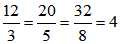 12/3 = 20/5 = 32/8 = 4